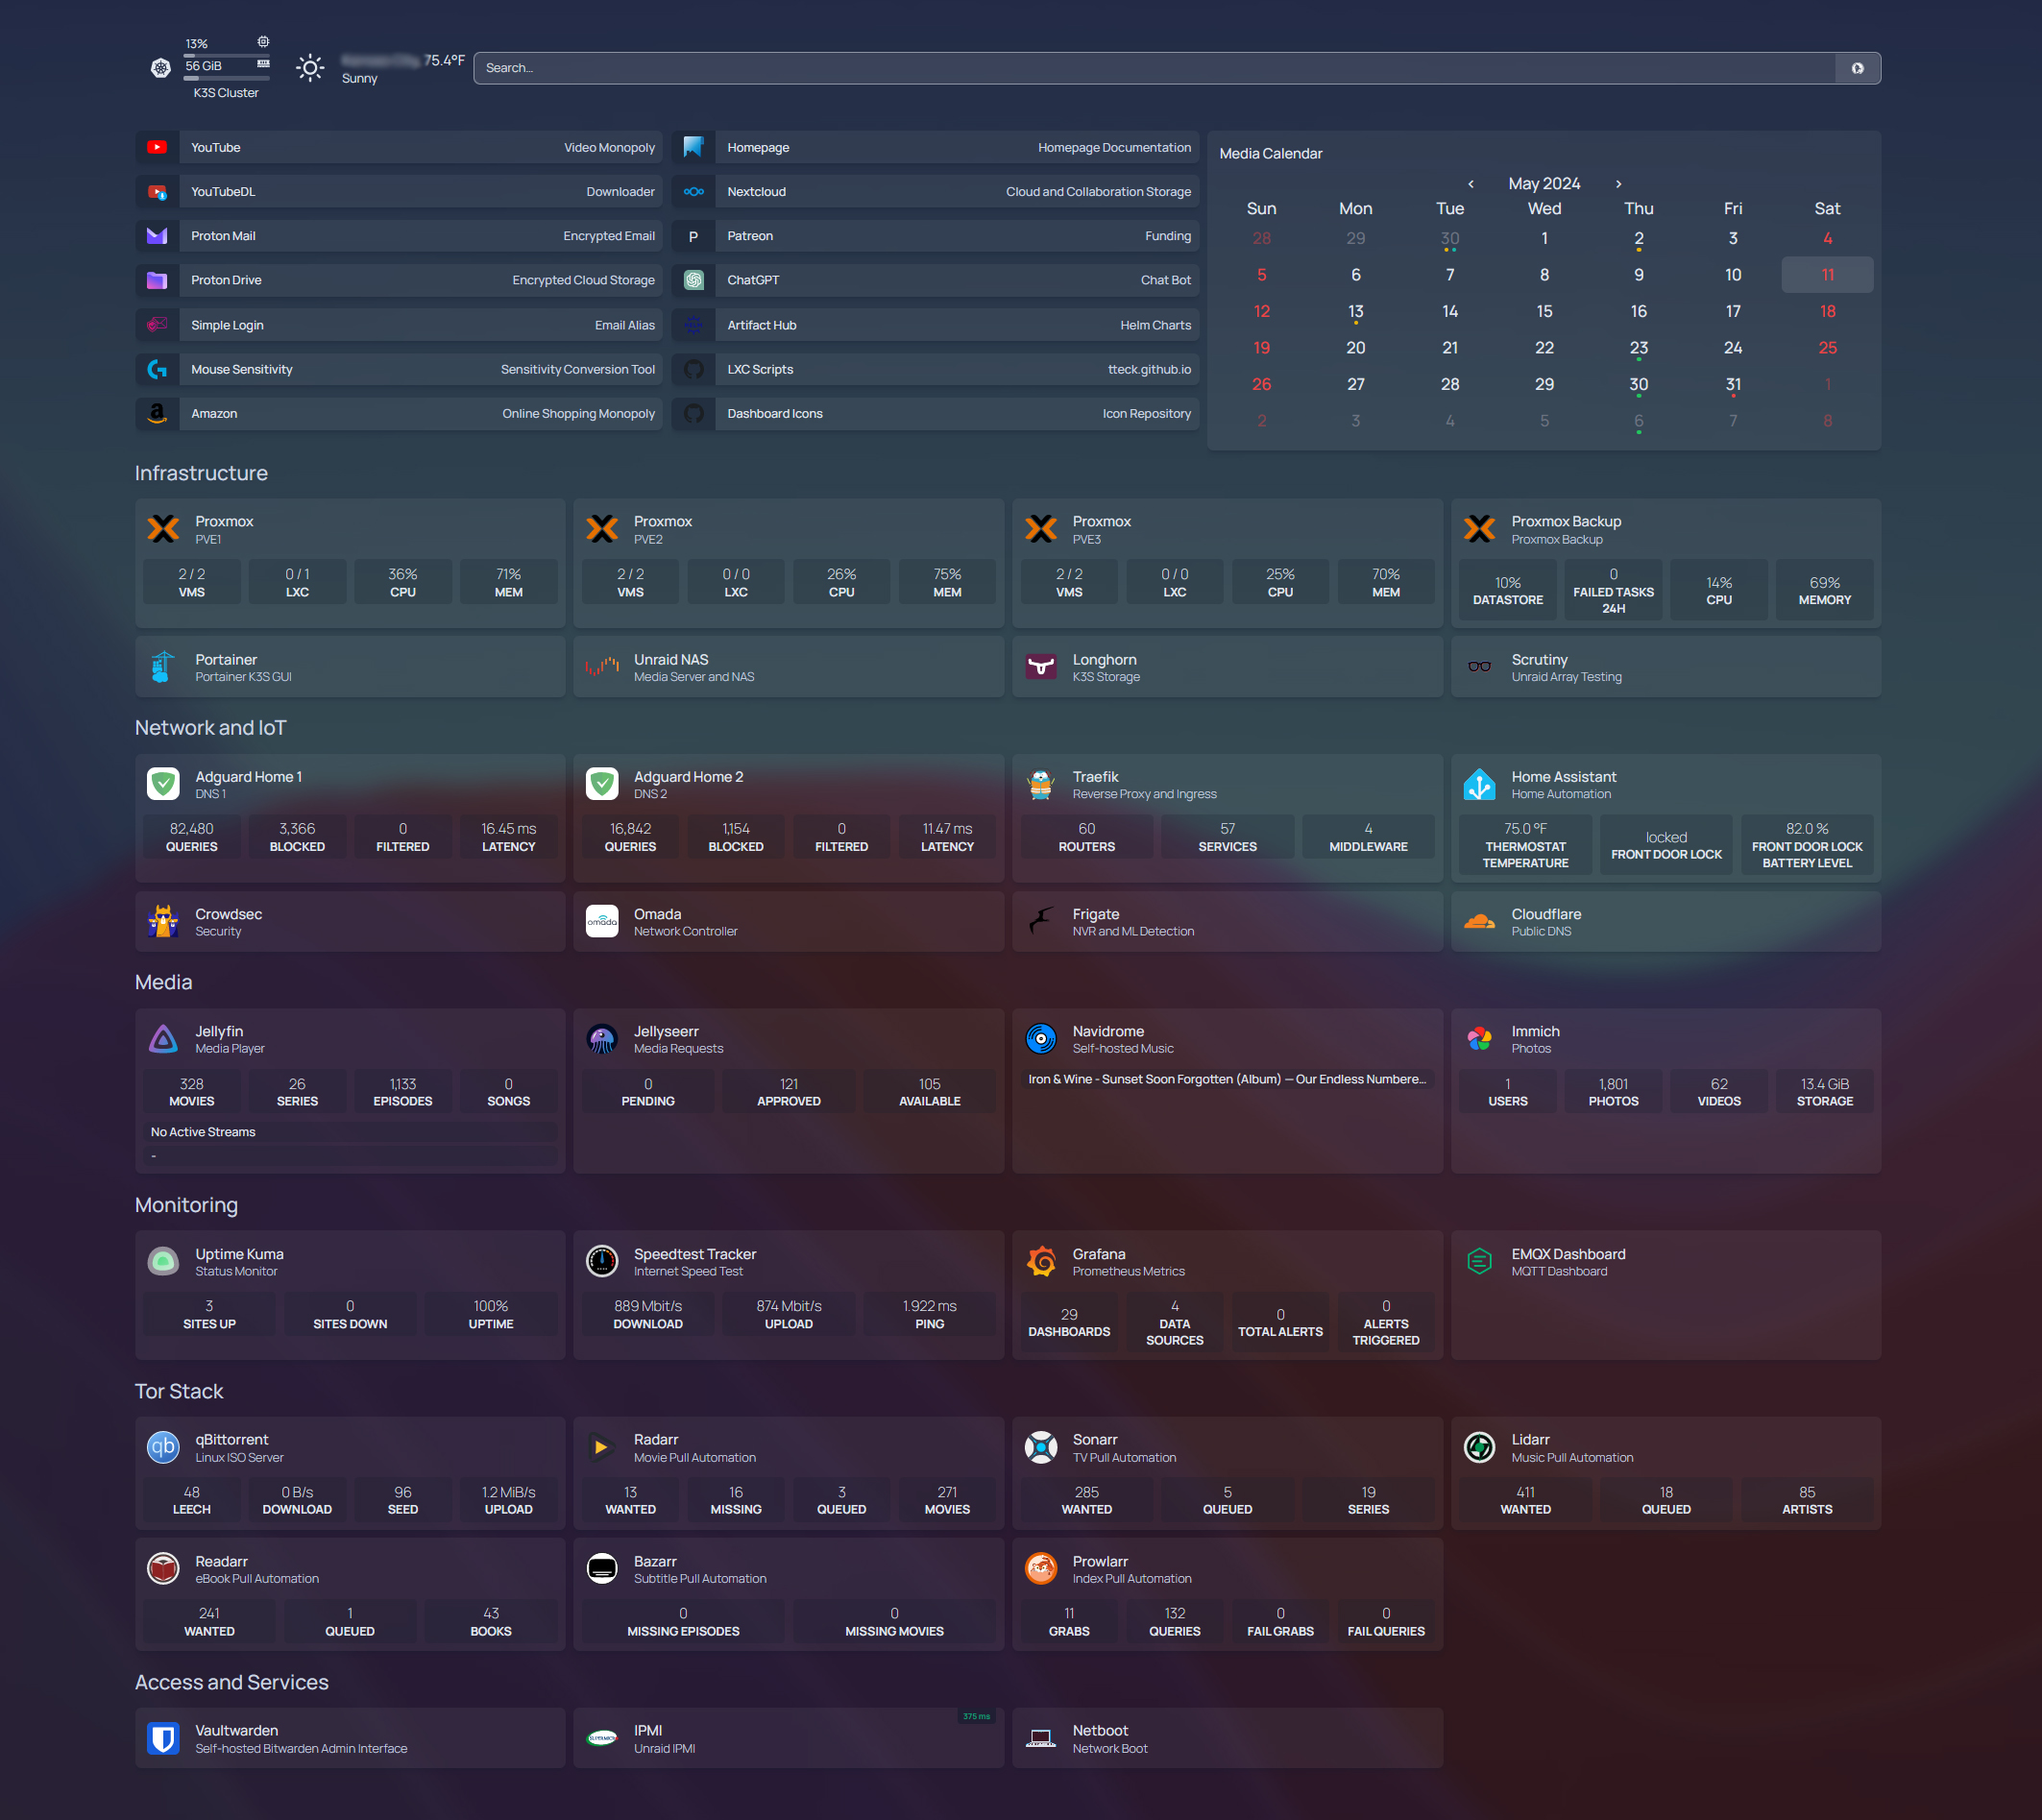 13%
56 GiB
K3S Cluster
75.4°F
Sunny
Search...
YouTube Video Monopoly
YouTubeDL Downloader
Proton Mail Encrypted Email
Proton Drive Encrypted Cloud Storage
Simple Login Email Alias
Mouse Sensitivity Sensitivity Conversion Tool
Amazon Online Shopping Monopoly
Homepage Homepage Documentation
Nextcloud Cloud and Collaboration Storage
P Patreon Funding
ChatGPT Chat Bot
Artifact Hub Helm Charts
LXC Scripts tteck.github.io
Dashboard Icons Icon Repository
Media Calendar
‹ May 2024 ›
Sun Mon Tue Wed Thu Fri Sat
28 29 30 1 2 3 4
5 6 7 8 9 10 11
12 13 14 15 16 17 18
19 20 21 22 23 24 25
26 27 28 29 30 31 1
2 3 4 5 6 7 8
Infrastructure
Proxmox
PVE1
2 / 2 0 / 1 36% 71%
VMS LXC CPU MEM
Proxmox
PVE2
2 / 2 0 / 0 26% 75%
VMS LXC CPU MEM
Proxmox
PVE3
2 / 2 0 / 0 25% 70%
VMS LXC CPU MEM
Proxmox Backup
Proxmox Backup
10%
DATASTORE
0
FAILED TASKS
24H
14%
CPU
69%
MEMORY
Portainer
Portainer K3S GUI
Unraid NAS
Media Server and NAS
Longhorn
K3S Storage
Scrutiny
Unraid Array Testing
Network and IoT
Adguard Home 1
DNS 1
82,480 3,366 0 16.45 ms
QUERIES BLOCKED FILTERED LATENCY
Adguard Home 2
DNS 2
16,842 1,154 0 11.47 ms
QUERIES BLOCKED FILTERED LATENCY
Traefik
Reverse Proxy and Ingress
60 57 4
ROUTERS SERVICES MIDDLEWARE
Home Assistant
Home Automation
75.0 °F
THERMOSTAT
TEMPERATURE
locked
FRONT DOOR LOCK
82.0 %
FRONT DOOR LOCK
BATTERY LEVEL
Crowdsec
Security
omada
Omada
Network Controller
Frigate
NVR and ML Detection
Cloudflare
Public DNS
Media
Jellyfin
Media Player
328 26 1,133 0
MOVIES SERIES EPISODES SONGS
No Active Streams
-
Jellyseerr
Media Requests
0 121 105
PENDING APPROVED AVAILABLE
Navidrome
Self-hosted Music
Iron & Wine - Sunset Soon Forgotten (Album) — Our Endless Numbere...
Immich
Photos
1 1,801 62 13.4 GiB
USERS PHOTOS VIDEOS STORAGE
Monitoring
Uptime Kuma
Status Monitor
3 0 100%
SITES UP SITES DOWN UPTIME
Speedtest Tracker
Internet Speed Test
889 Mbit/s 874 Mbit/s 1.922 ms
DOWNLOAD UPLOAD PING
Grafana
Prometheus Metrics
29
DASHBOARDS
4
DATA
SOURCES
0
TOTAL ALERTS
0
ALERTS
TRIGGERED
EMQX Dashboard
MQTT Dashboard
Tor Stack
qb
qBittorrent
Linux ISO Server
48 0 B/s 96 1.2 MiB/s
LEECH DOWNLOAD SEED UPLOAD
Radarr
Movie Pull Automation
13 16 3 271
WANTED MISSING QUEUED MOVIES
Sonarr
TV Pull Automation
285 5 19
WANTED QUEUED SERIES
Lidarr
Music Pull Automation
411 18 85
WANTED QUEUED ARTISTS
Readarr
eBook Pull Automation
241 1 43
WANTED QUEUED BOOKS
Bazarr
Subtitle Pull Automation
0 0
MISSING EPISODES MISSING MOVIES
Prowlarr
Index Pull Automation
11 132 0 0
GRABS QUERIES FAIL GRABS FAIL QUERIES
Access and Services
Vaultwarden
Self-hosted Bitwarden Admin Interface
375 ms
IPMI
Unraid IPMI
Netboot
Network Boot